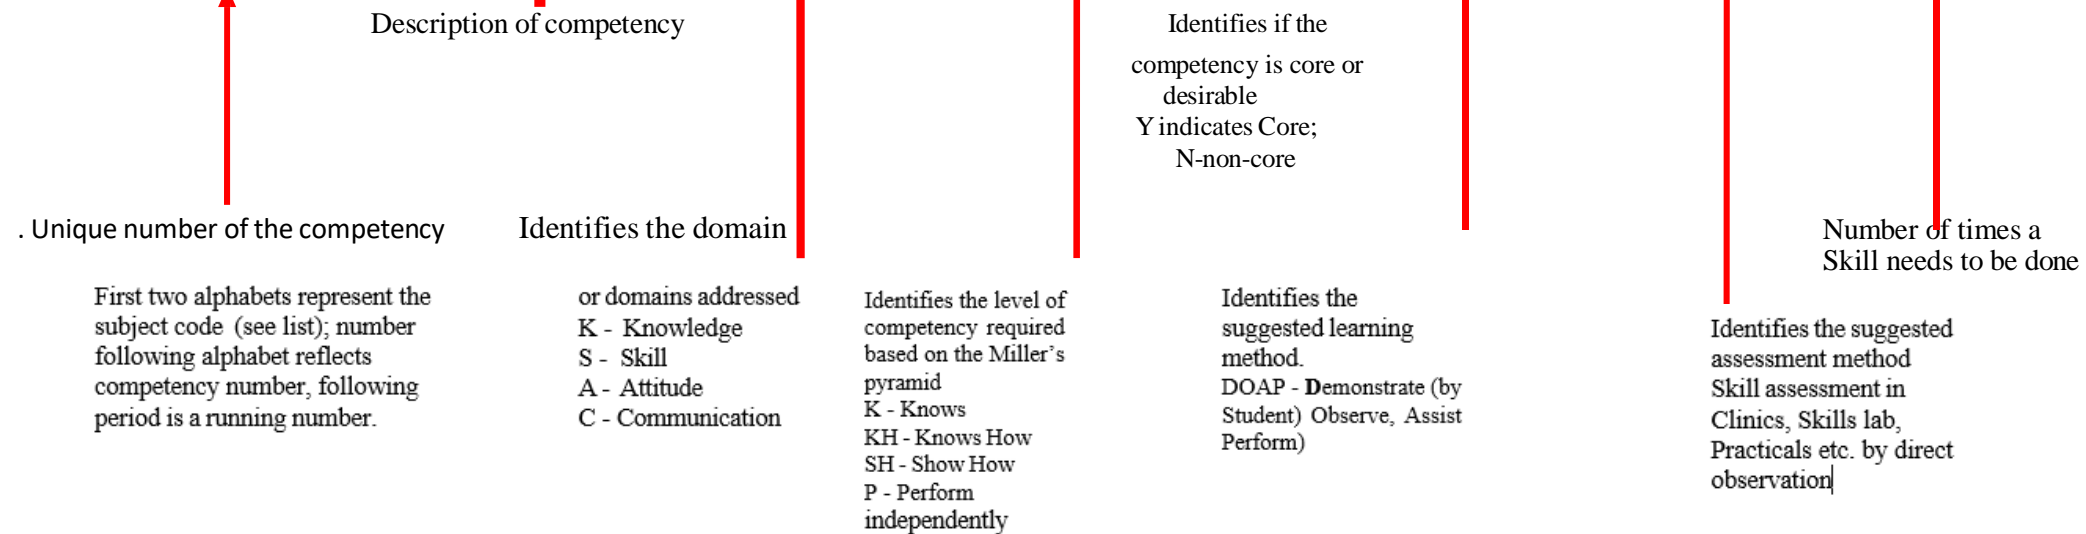 Description of competency
Identifies if the
competency is core or
desirable
Y indicates Core;
N-non-core
. Unique number of the competency
First two alphabets represent the
subject code (see list); number
following alphabet reflects
competency number, following
period is a running number.
Identifies the domain
or domains addressed
K - Knowledge
S - Skill
A - Attitude
C - Communication
Identifies the level of
competency required
based on the Miller's
pyramid
K - Knows
KH - Knows How
SH - Show How
P - Perform
independently
Identifies the
suggested learning
method.
DOAP - Demonstrate (by
Student) Observe, Assist
Perform)
Identifies the suggested
assessment method
Skill assessment in
Clinics, Skills lab,
Practicals etc. by direct
observation
Number of times a
Skill needs to be done